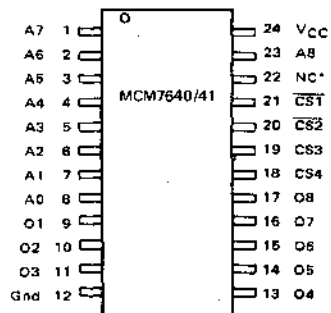 A7 1 24 VCC
A6 2 23 A8
A5 3 22 NC*
A4 4 MCM7640/41 21 C̅S̅1̅
A3 5 20 C̅S̅2̅
A2 6 19 CS3
A1 7 18 CS4
A0 8 17 O8
O1 9 16 O7
O2 10 15 O6
O3 11 14 O5
Gnd 12 13 O4